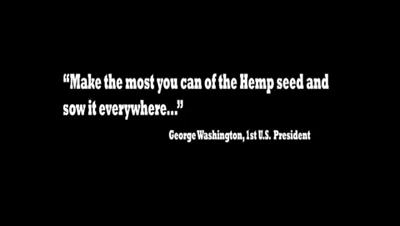 “Make the most you can of the Hemp seed and
sow it everywhere...”
George Washington, 1st U.S. President